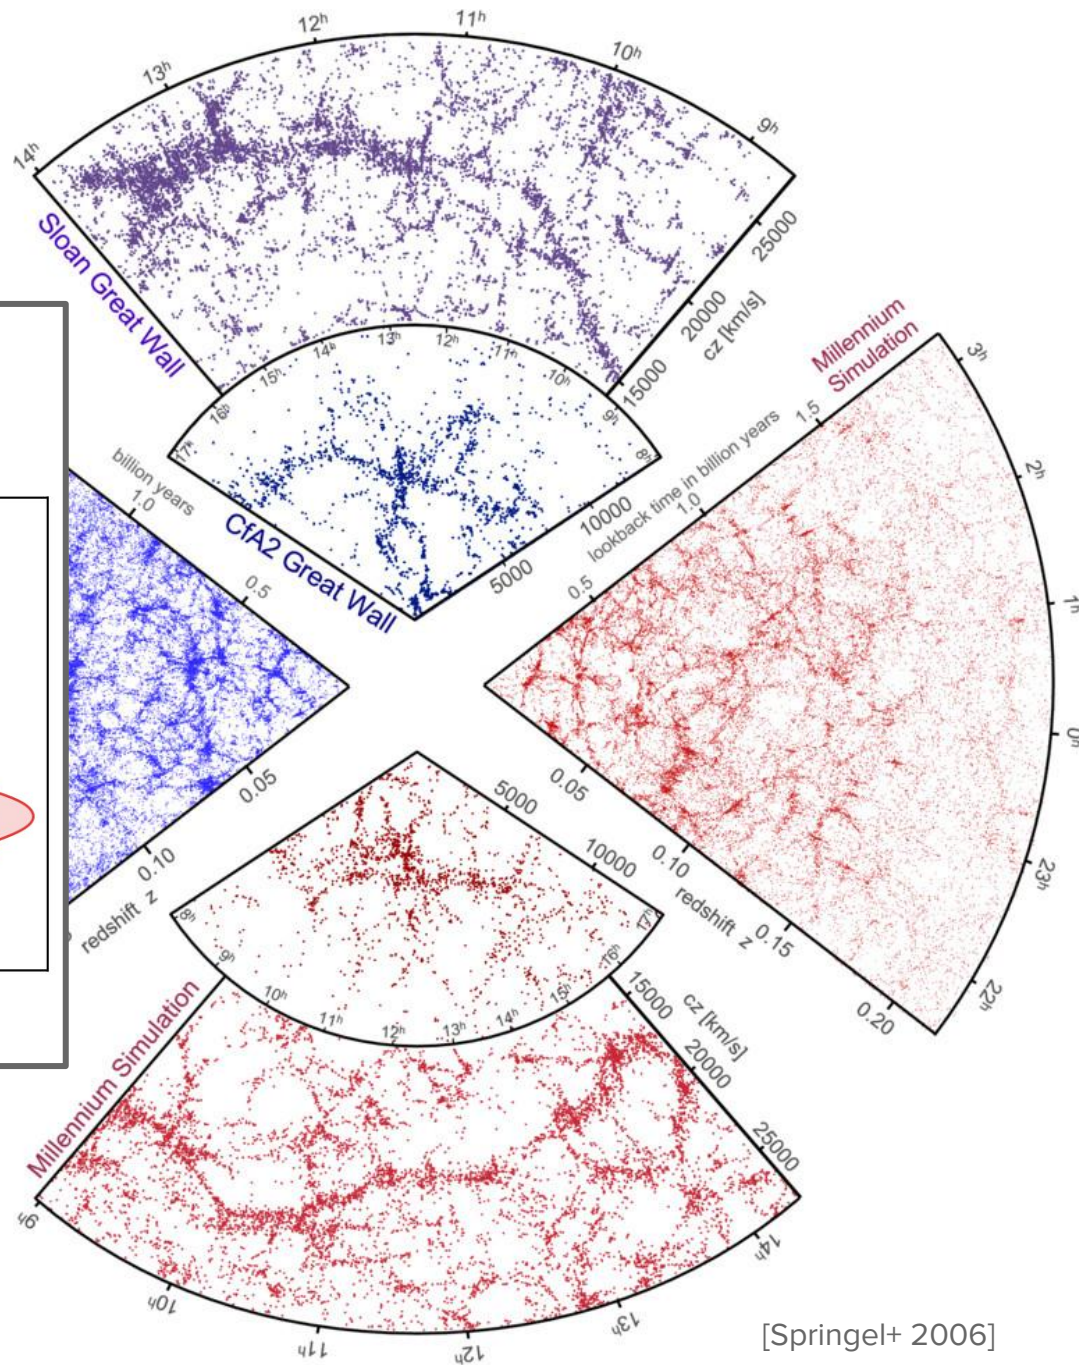 14h
13h
12h
11h
10h
9h
Sloan Great Wall
25000
20000
15000
cz [km/s]
17h
16h
15h
14h
13h
12h
11h
10h
9h
8h
CfA2 Great Wall
5000
10000
billion years
1.0
0.5
0.05
0.10
redshift z
Millennium
Simulation
lookback time in billion years
0.5
1.0
1.5
3h
2h
1h
0h
23h
22h
0.05
0.10
0.15
0.20
redshift z
5000
10000
8h
9h
10h
11h
12h
13h
14h
15h
16h
17h
Millennium Simulation
15000
20000
25000
cz [km/s]
9h
10h
11h
12h
13h
14h
[Springel+ 2006]